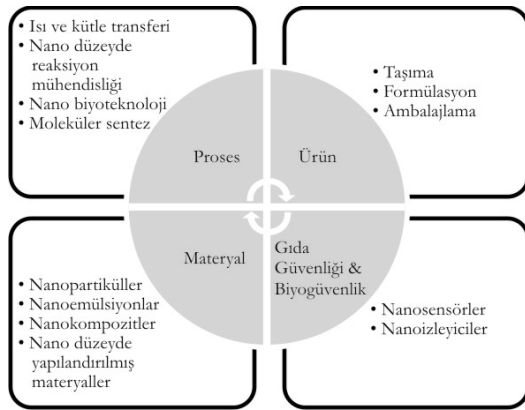 • Isı ve kütle transferi
• Nano düzeyde
reaksiyon
mühendisliği
• Nano biyoteknoloji
• Moleküler sentez
• Taşıma
• Formülasyon
• Ambalajlama
Proses
Ürün
Materyal
Gıda
Güvenliği &
Biyogüvenlik
• Nanopartiküller
• Nanoemülsiyonlar
• Nanokompozitler
• Nano düzeyde
yapılandırılmış
materyaller
• Nanosensörler
• Nanoizleyiciler